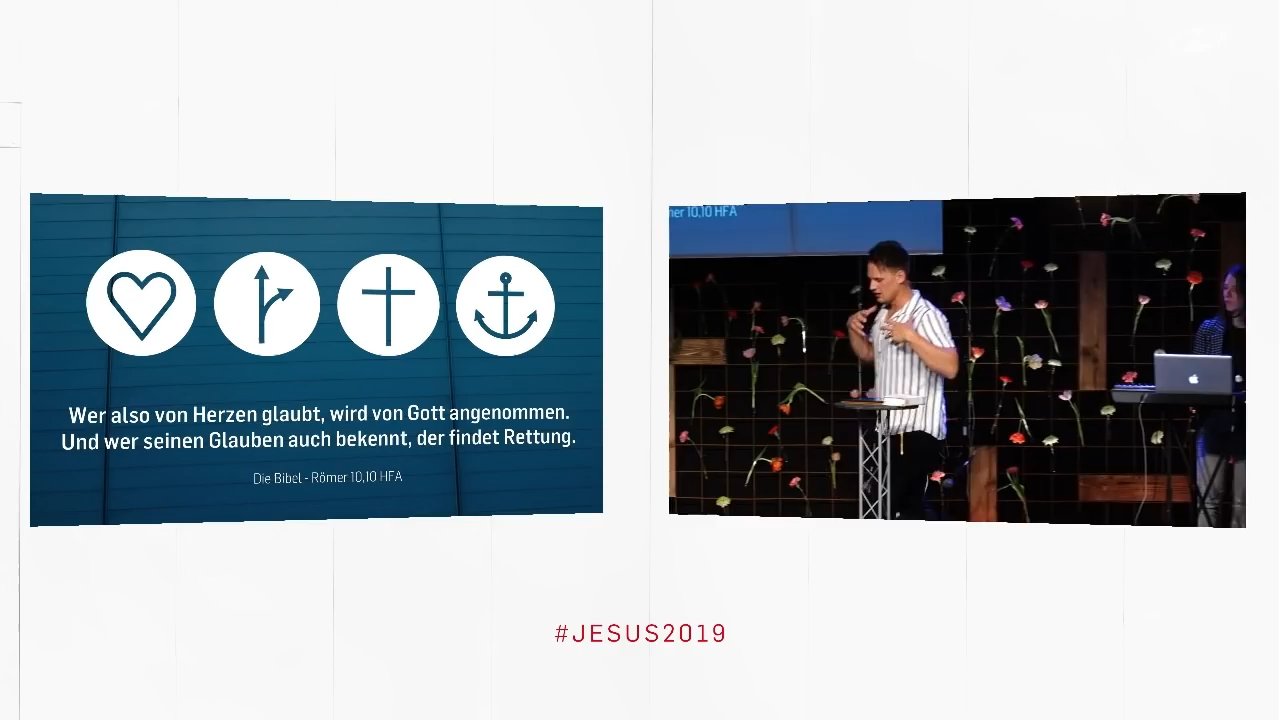 Wer also von Herzen glaubt, wird von Gott angenommen.
Und wer seinen Glauben auch bekennt, der findet Rettung.
Die Bibel - Römer 10,10 HFA
mer 10,10 HFA
#JESUS2019